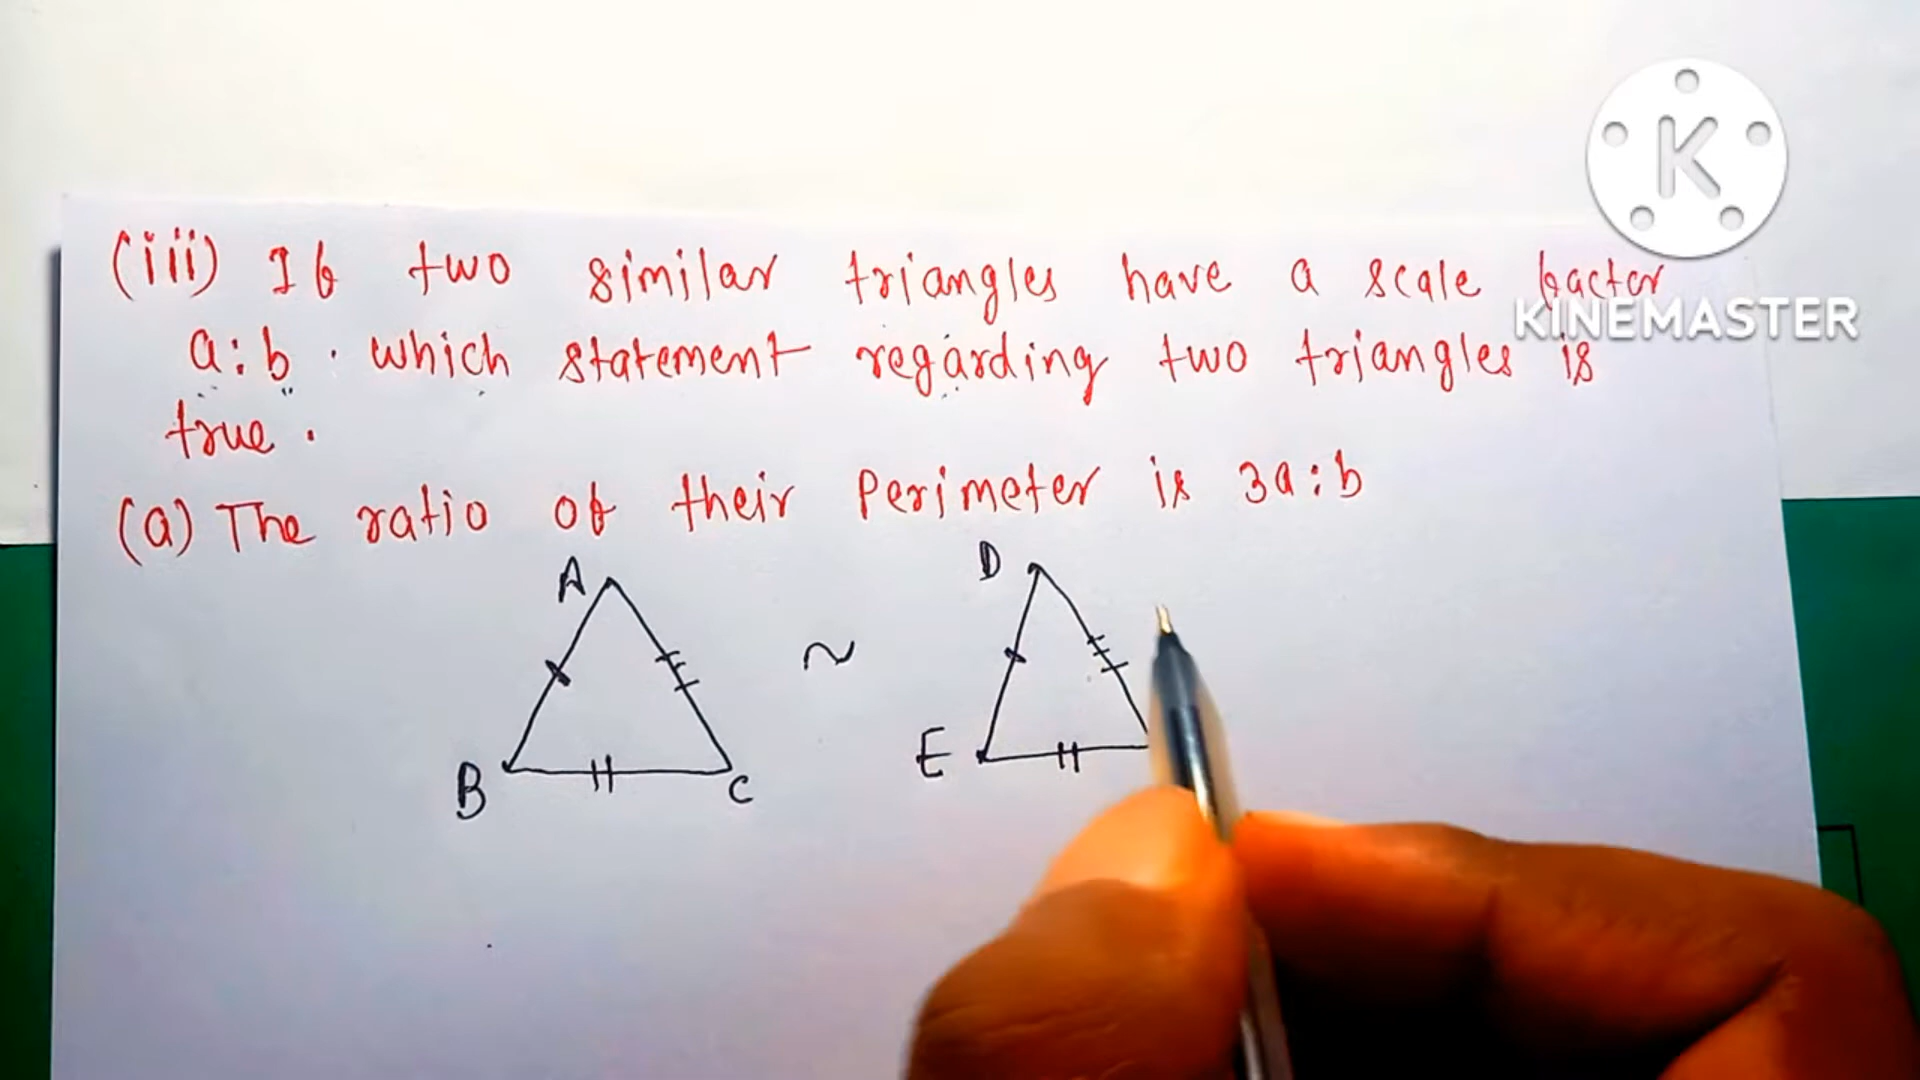 (iii) If two similar triangles have a scale factor
a:b. which statement regarding two triangles is
true.
(a) The ratio of their Perimeter is 3a:b
A
D
~
B
C
E
K
KINEMASTER